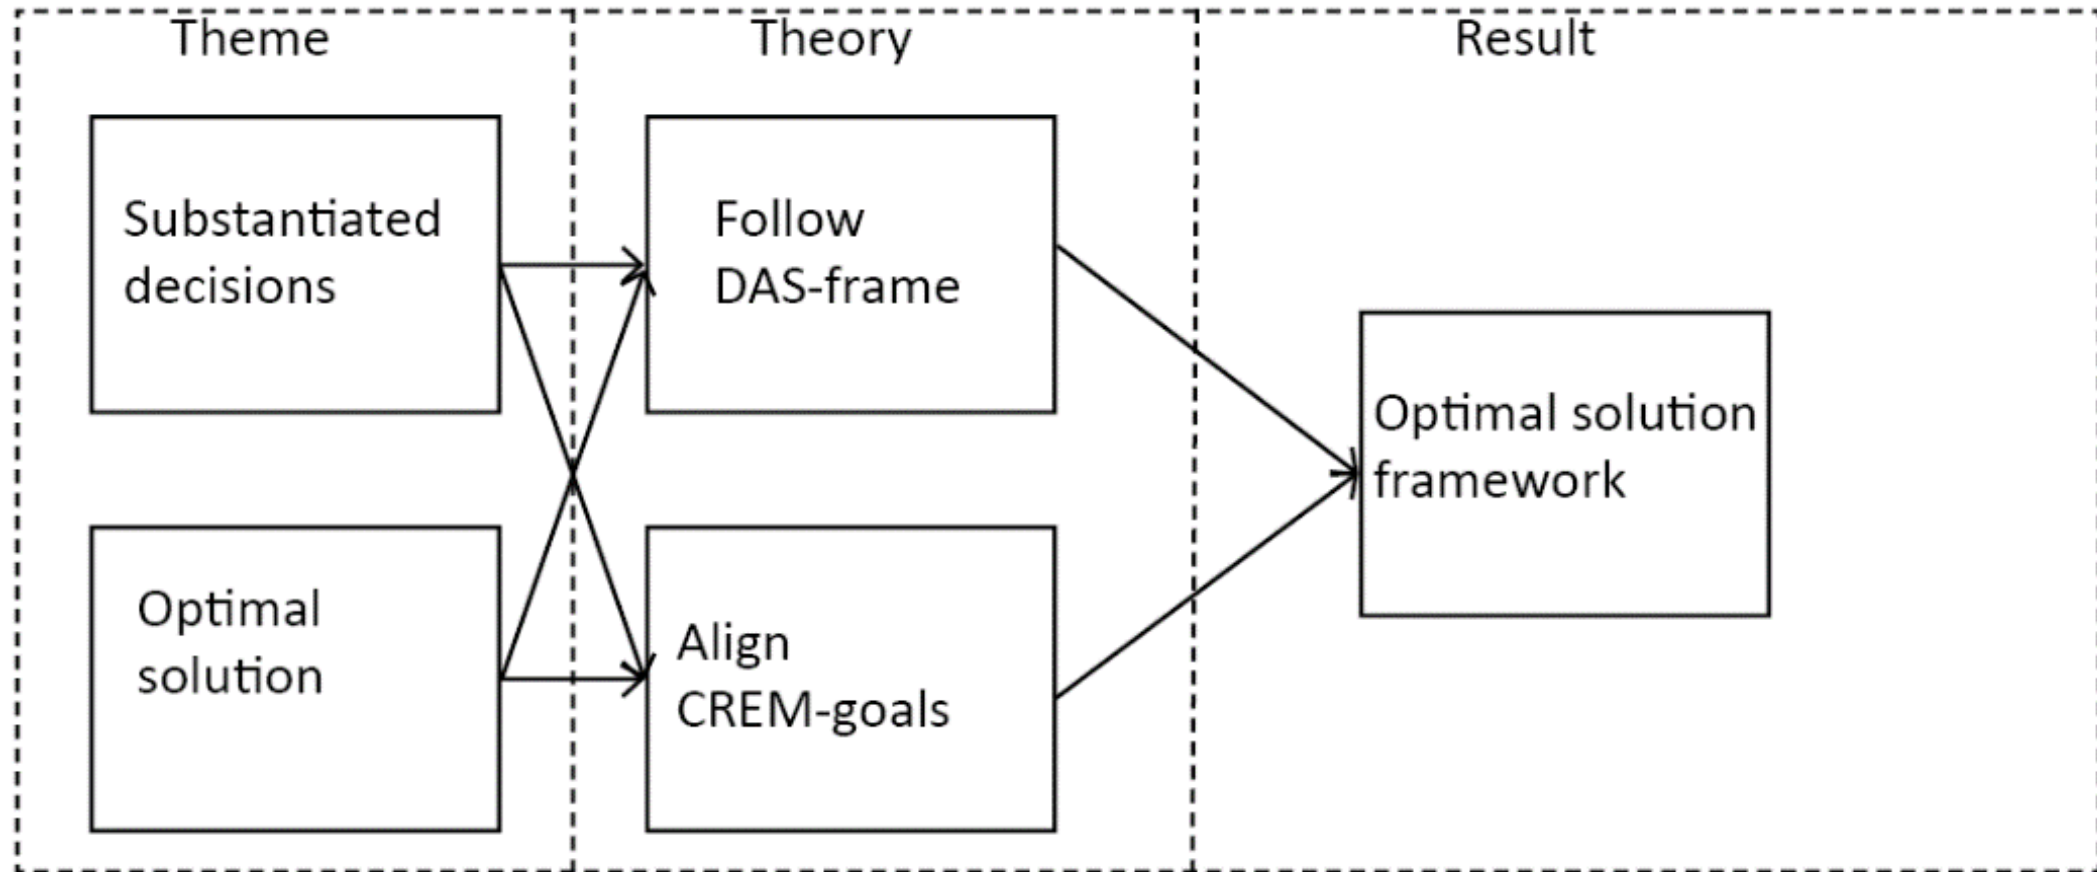 Theme
Theory
Result
Substantiated
decisions
Follow
DAS-frame
Optimal solution
framework
Optimal
solution
Align
CREM-goals